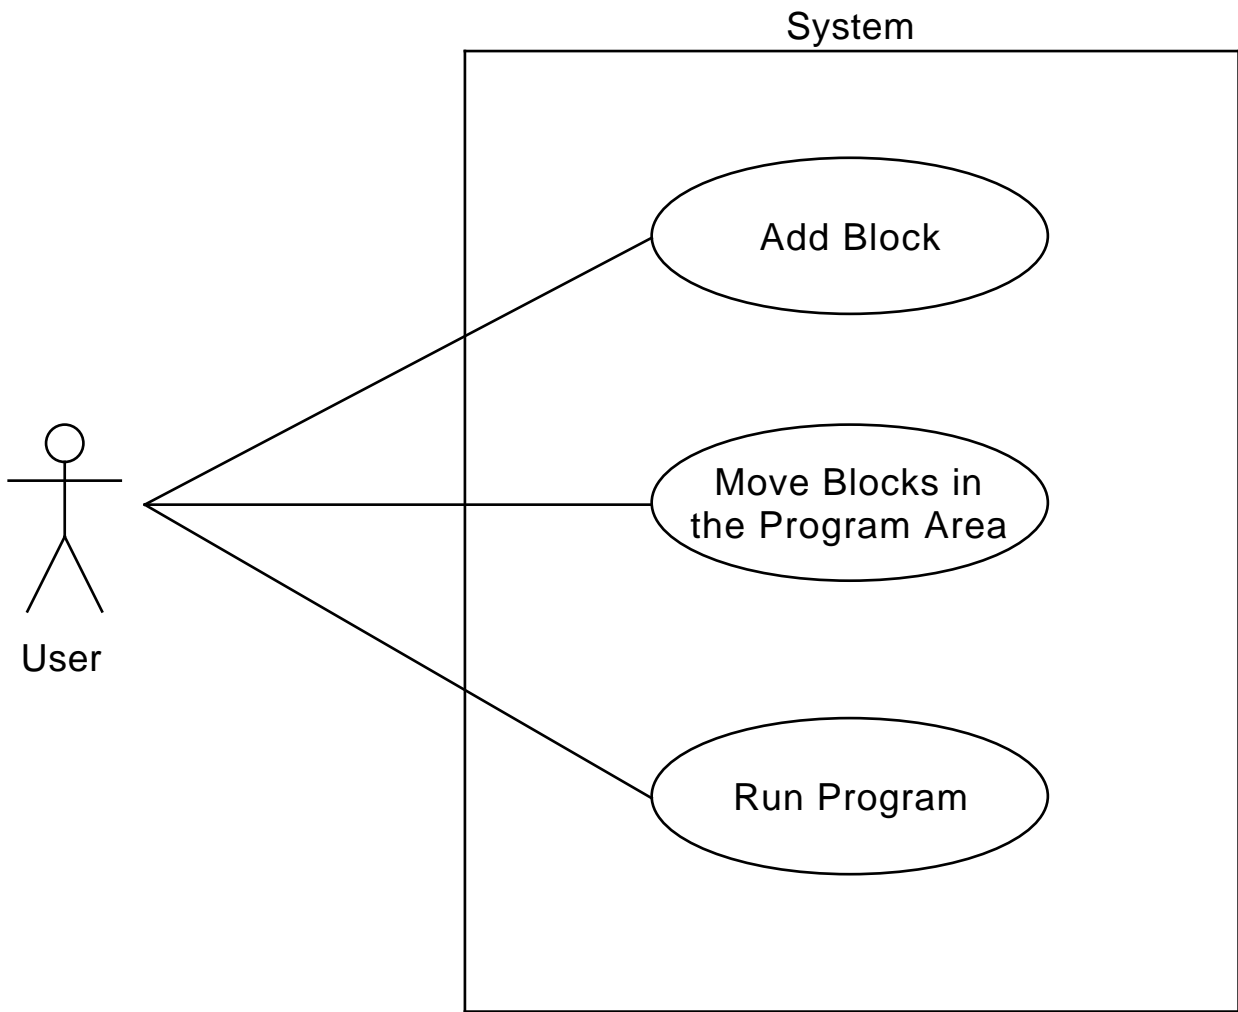 System
Add Block
Move Blocks in
the Program Area
User
Run Program